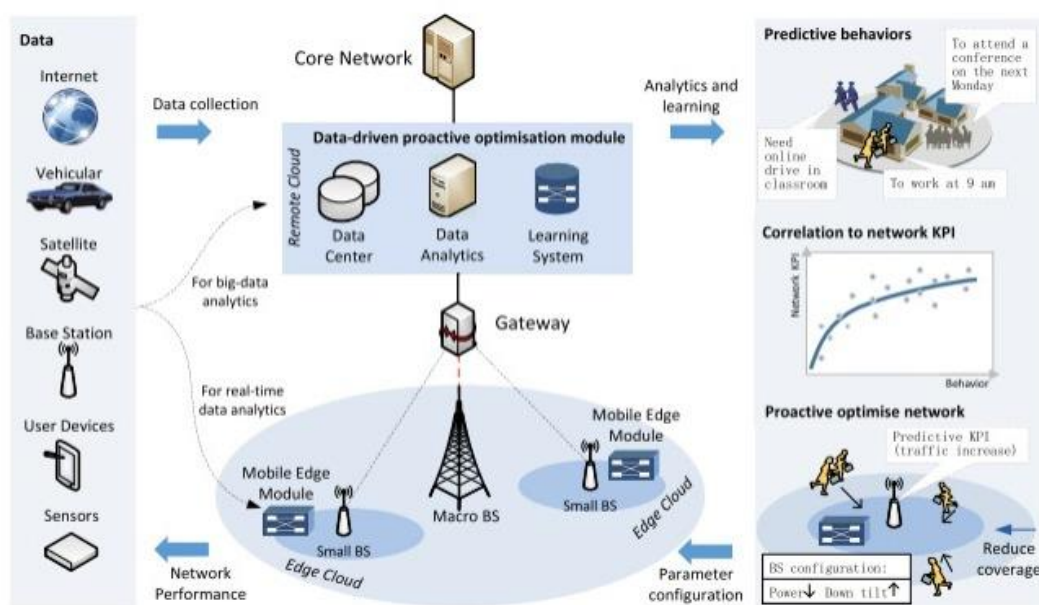 Data
Internet
Vehicular
Satellite
Base Station
User Devices
Sensors
Data collection
For big-data
analytics
For real-time
data analytics
Network
Performance
Core Network
Data-driven proactive optimisation module
Remote Cloud
Data
Center
Data
Analytics
Learning
System
Gateway
Mobile Edge
Module
Small BS
Edge Cloud
Macro BS
Mobile Edge
Module
Small BS
Edge Cloud
Analytics and
learning
Parameter
configuration
Predictive behaviors
To attend a
conference
on the next
Monday
Need
online
drive in
classroom
To work at 9 am
Correlation to network KPI
Network KPI
Behavior
Proactive optimise network
Predictive KPI
(traffic increase)
Reduce
coverage
BS configuration:
Power↓ Down tilt↑